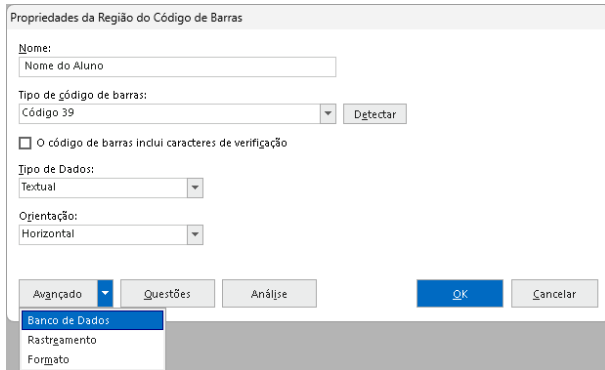 Propriedades da Região do Código de Barras
Nome:
Nome do Aluno
Tipo de código de barras:
Código 39
Detectar
O código de barras inclui caracteres de verificação
Tipo de Dados:
Textual
Orientação:
Horizontal
Avançado Questões Análise OK Cancelar
Banco de Dados
Rastreamento
Formato